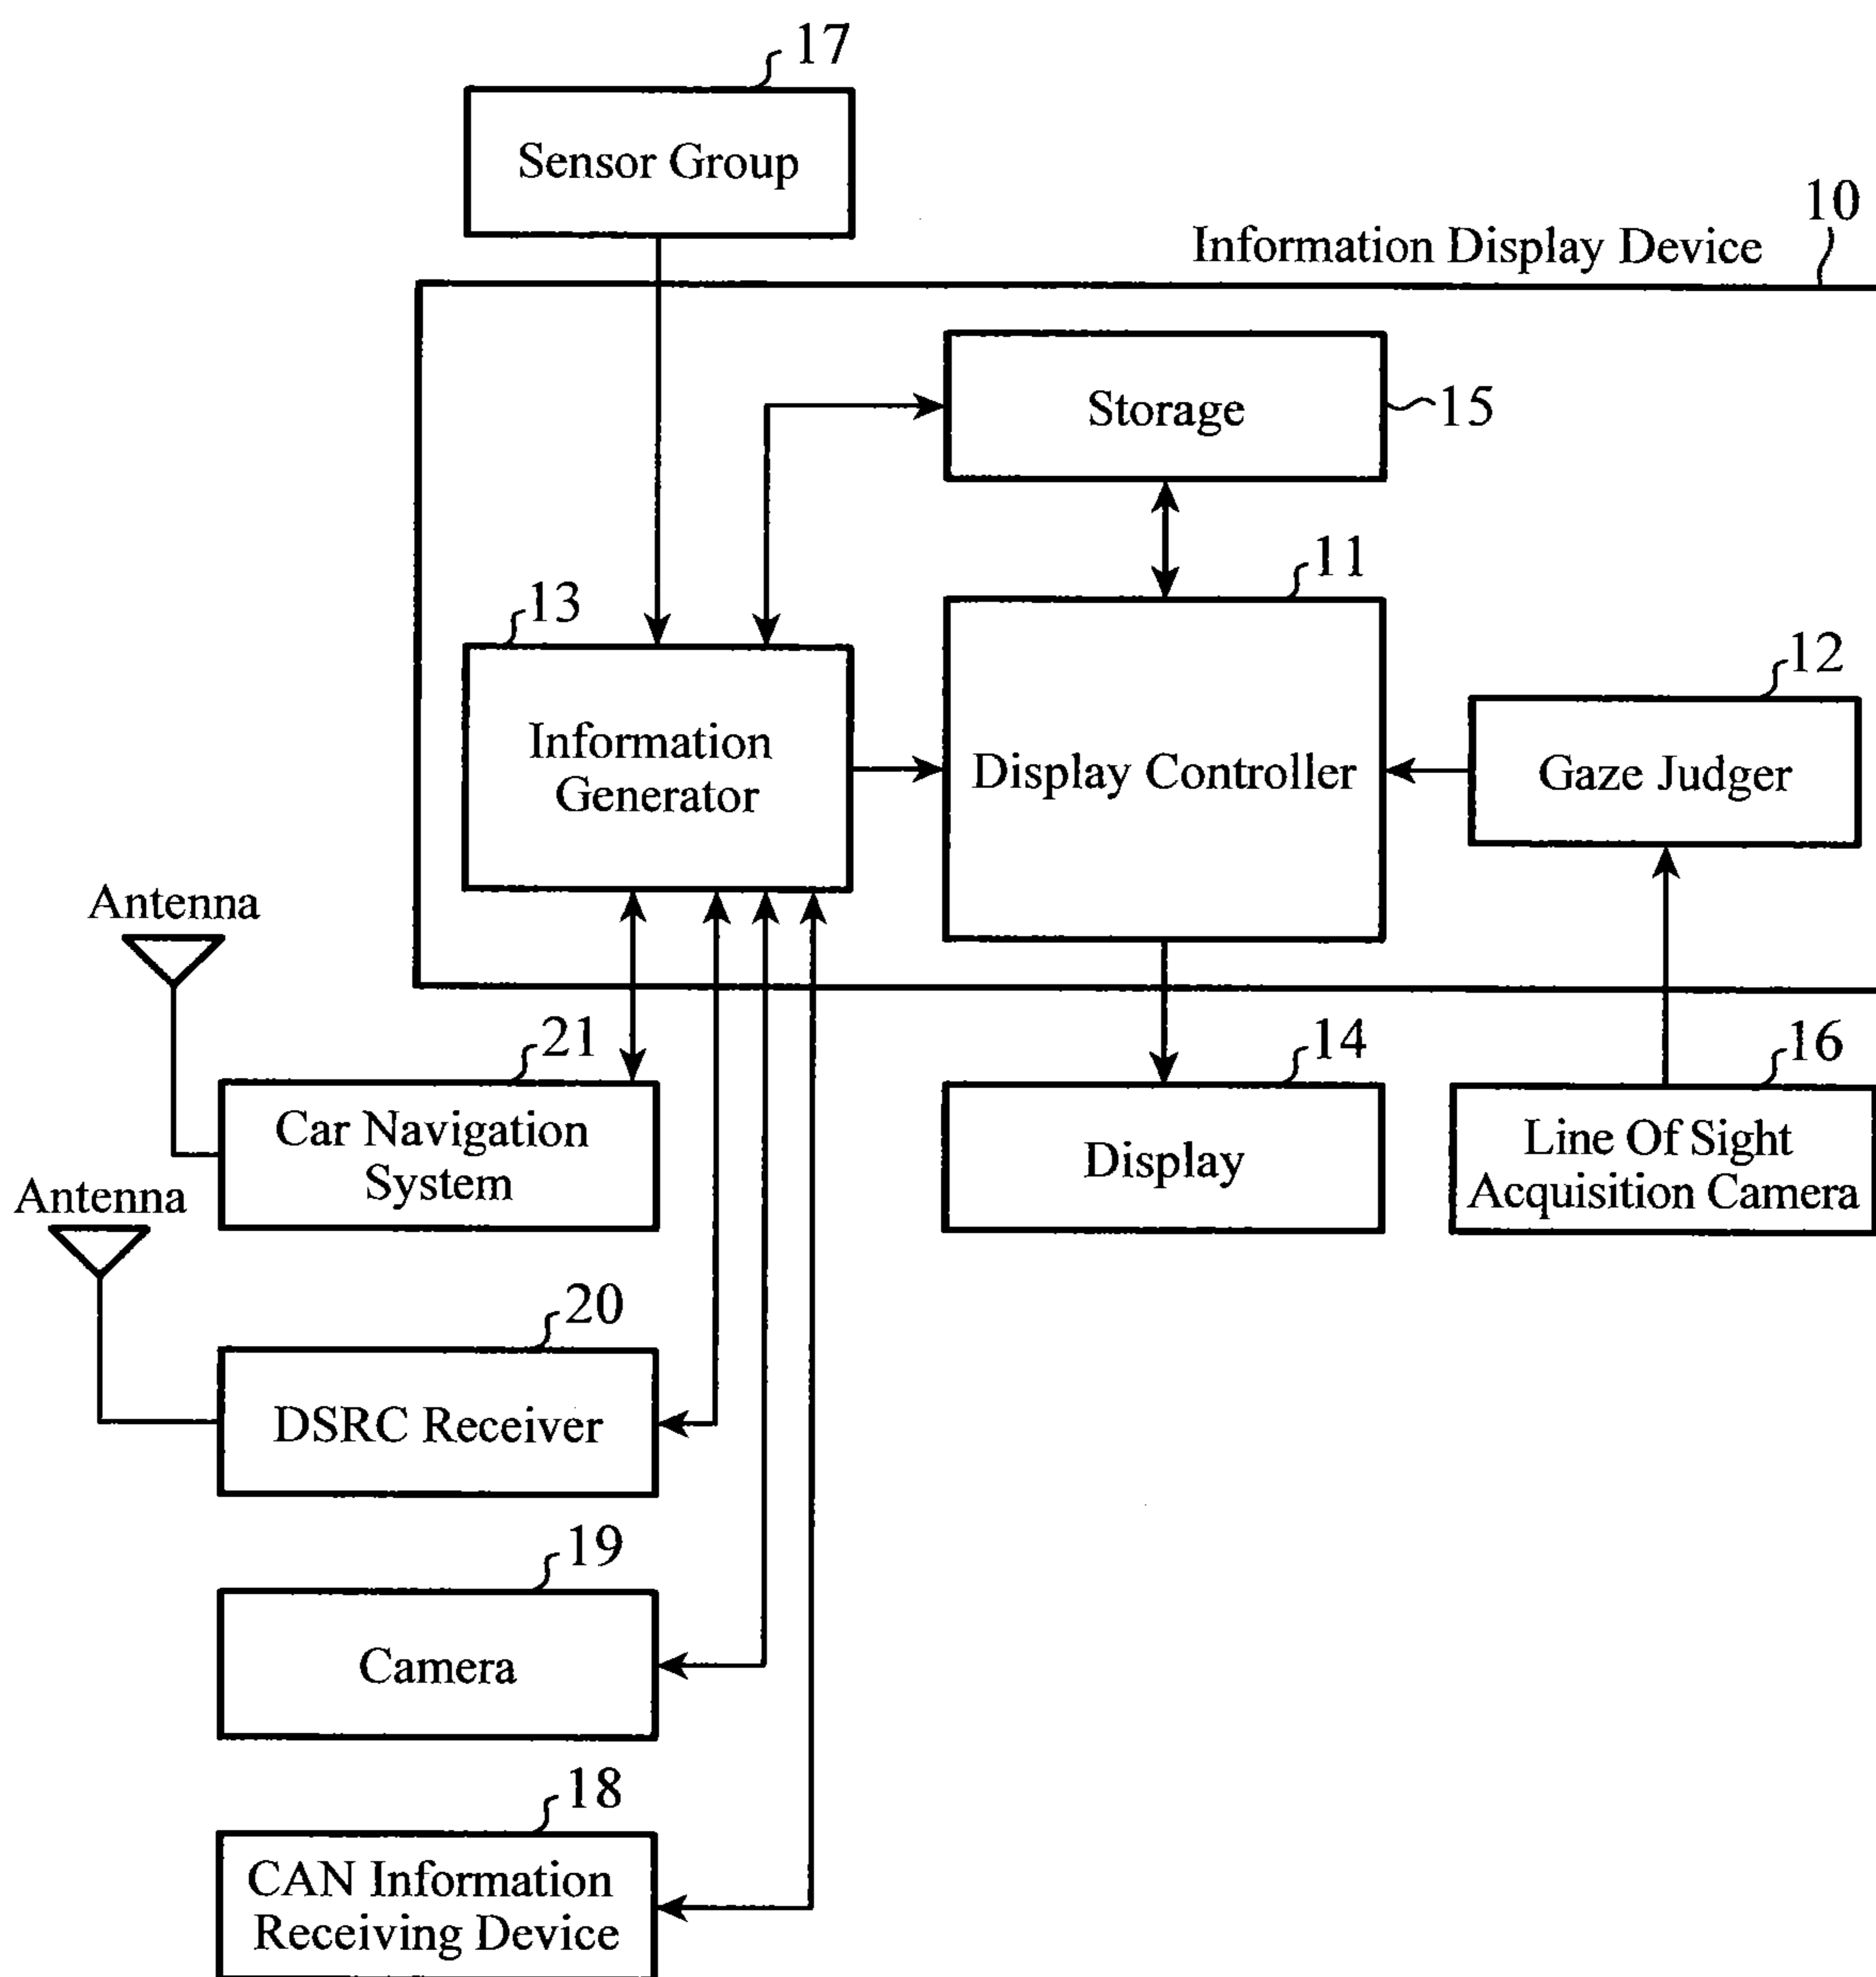 17
Sensor Group
10
Information Display Device
Storage
15
11
13
12
Information
Generator
Display Controller
Gaze Judger
Antenna
21
14
16
Car Navigation
System
Display
Line Of Sight
Acquisition Camera
Antenna
20
DSRC Receiver
19
Camera
18
CAN Information
Receiving Device